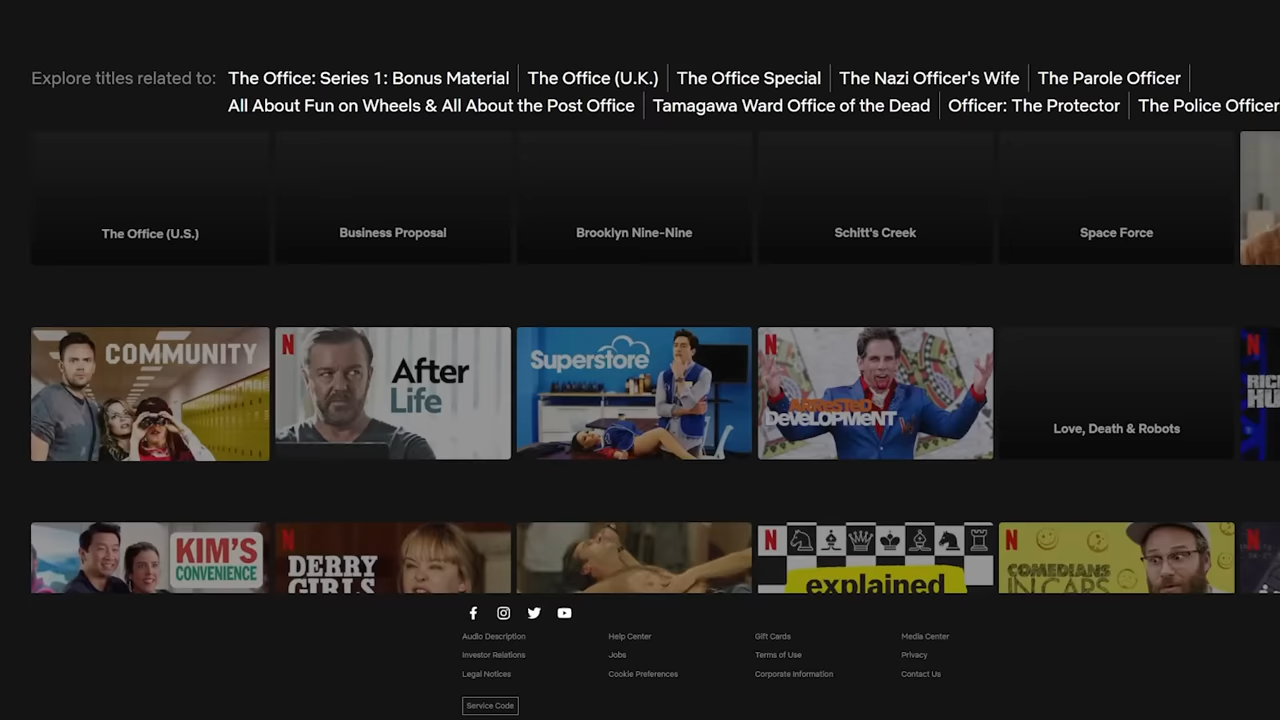 Explore titles related to: The Office: Series 1: Bonus Material The Office (U.K.) The Office Special The Nazi Officer's Wife The Parole Officer
All About Fun on Wheels & All About the Post Office Tamagawa Ward Office of the Dead Officer: The Protector The Police Officer
The Office (U.S.) Business Proposal Brooklyn Nine-Nine Schitt's Creek Space Force
COMMUNITY
N
After
Life
Superstore
N
ARRESTED
DEVELOPMENT
Love, Death & Robots
N
KIM'S
CONVENIENCE
N
DERRY
GIRLS
N
explained
N
COMEDIANS
IN CARS
N
Audio Description Help Center Gift Cards Media Center
Investor Relations Jobs Terms of Use Privacy
Legal Notices Cookie Preferences Corporate Information Contact Us
Service Code